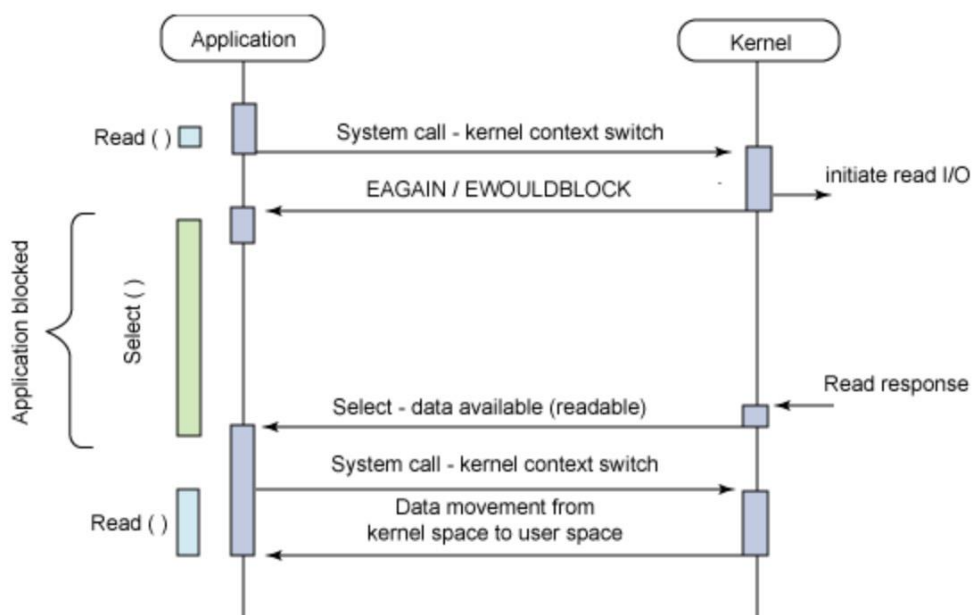 Application
Kernel
System call - kernel context switch
Read ( )
initiate read I/O
EAGAIN / EWOULDBLOCK
Application blocked
Select ( )
Read response
Select - data available (readable)
System call - kernel context switch
Data movement from
kernel space to user space
Read ( )